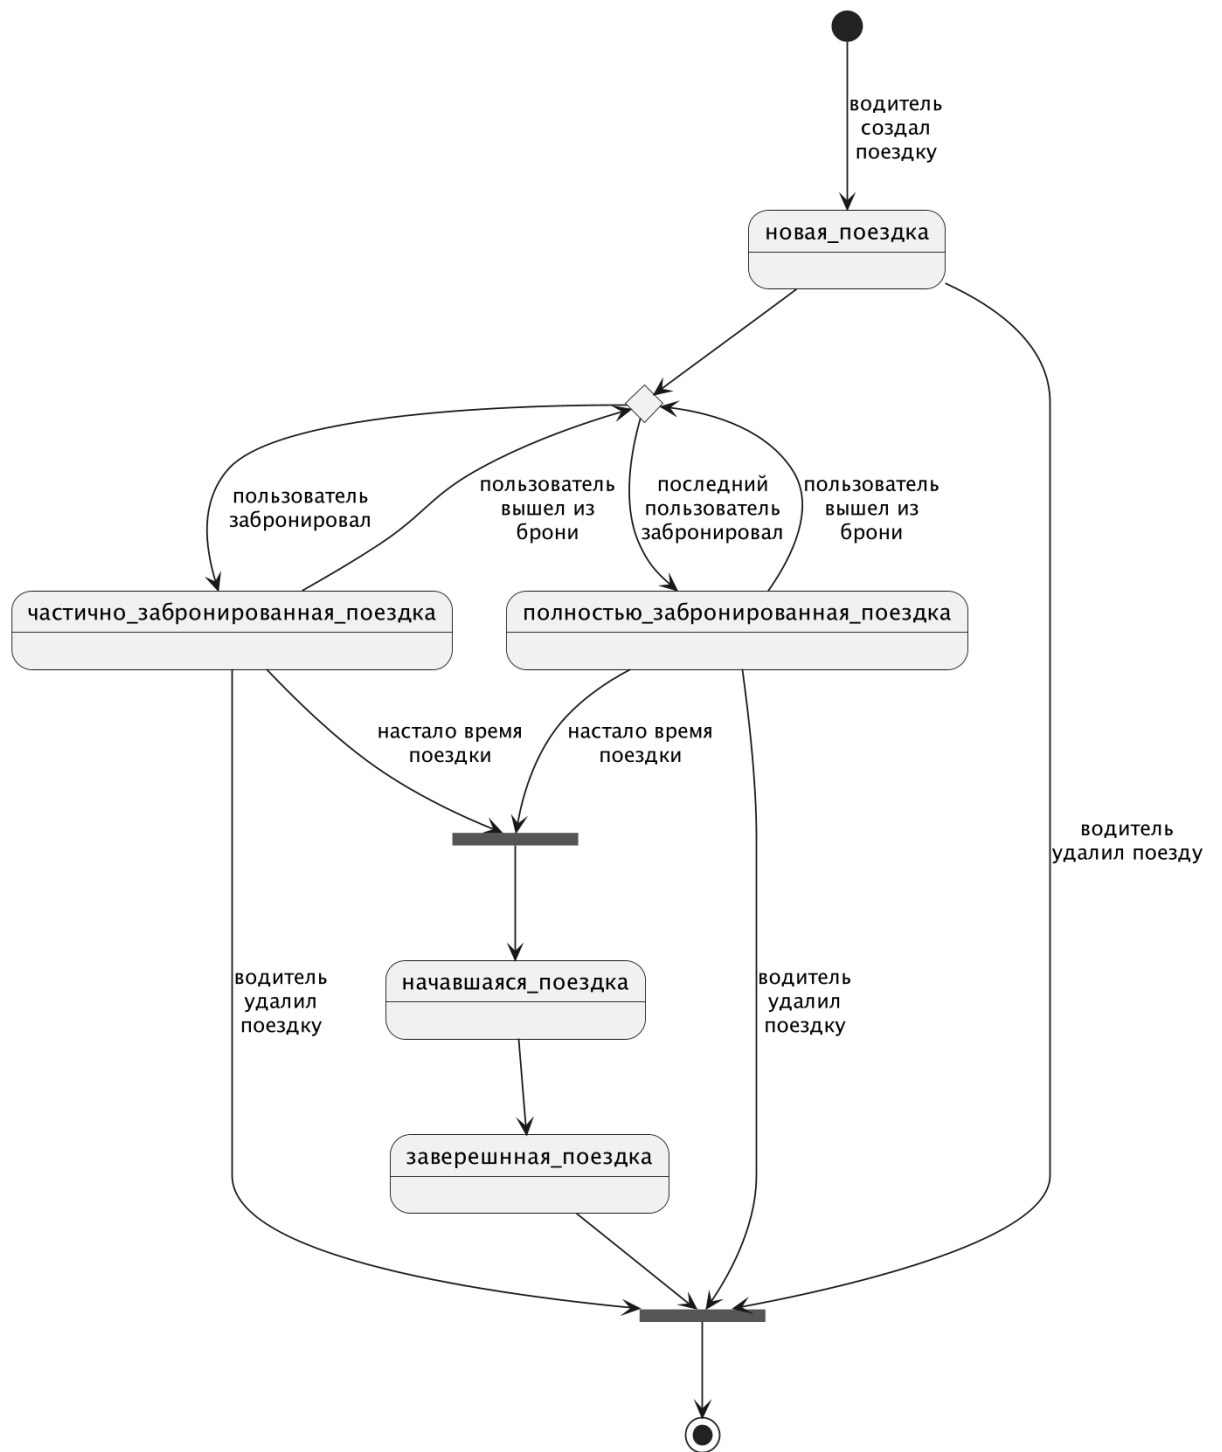 водитель
создал
поездку
новая_поездка
пользователь
забронировал
пользователь
вышел из
брони
последний
пользователь
забронировал
пользователь
вышел из
брони
частично_забронированная_поездка
полностью_забронированная_поездка
настало время
поездки
настало время
поездки
водитель
удалил поезду
начавшаяся_поездка
водитель
удалил
поездку
водитель
удалил
поездку
заверешнная_поездка